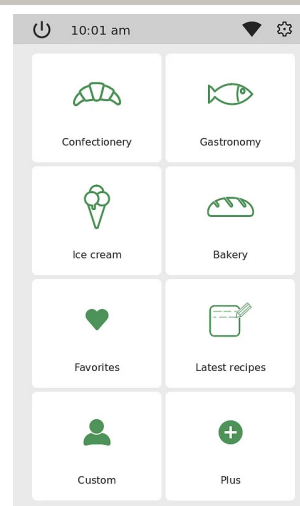 10:01 am
Confectionery
Gastronomy
Ice cream
Bakery
Favorites
Latest recipes
Custom
Plus